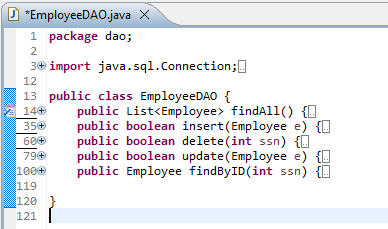 *EmployeeDAO.java
1 package dao;
2
3 import java.sql.Connection;
12
13 public class EmployeeDAO {
14 public List<Employee> findAll() {
35 public boolean insert(Employee e) {
60 public boolean delete(int ssn) {
79 public boolean update(Employee e) {
100 public Employee findByID(int ssn) {
119
120 }
121